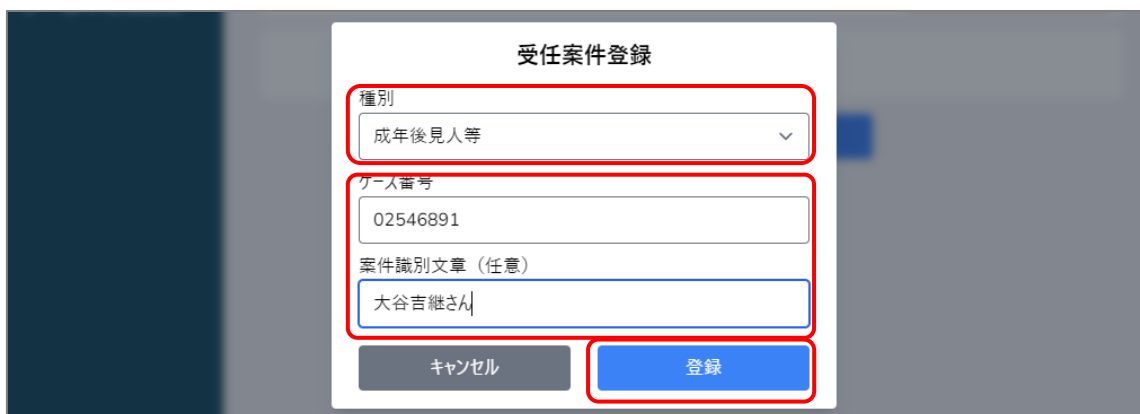 受任案件登録
種別
成年後見人等
ケース番号
02546891
案件識別文章（任意）
大谷吉継さん
キャンセル
登録